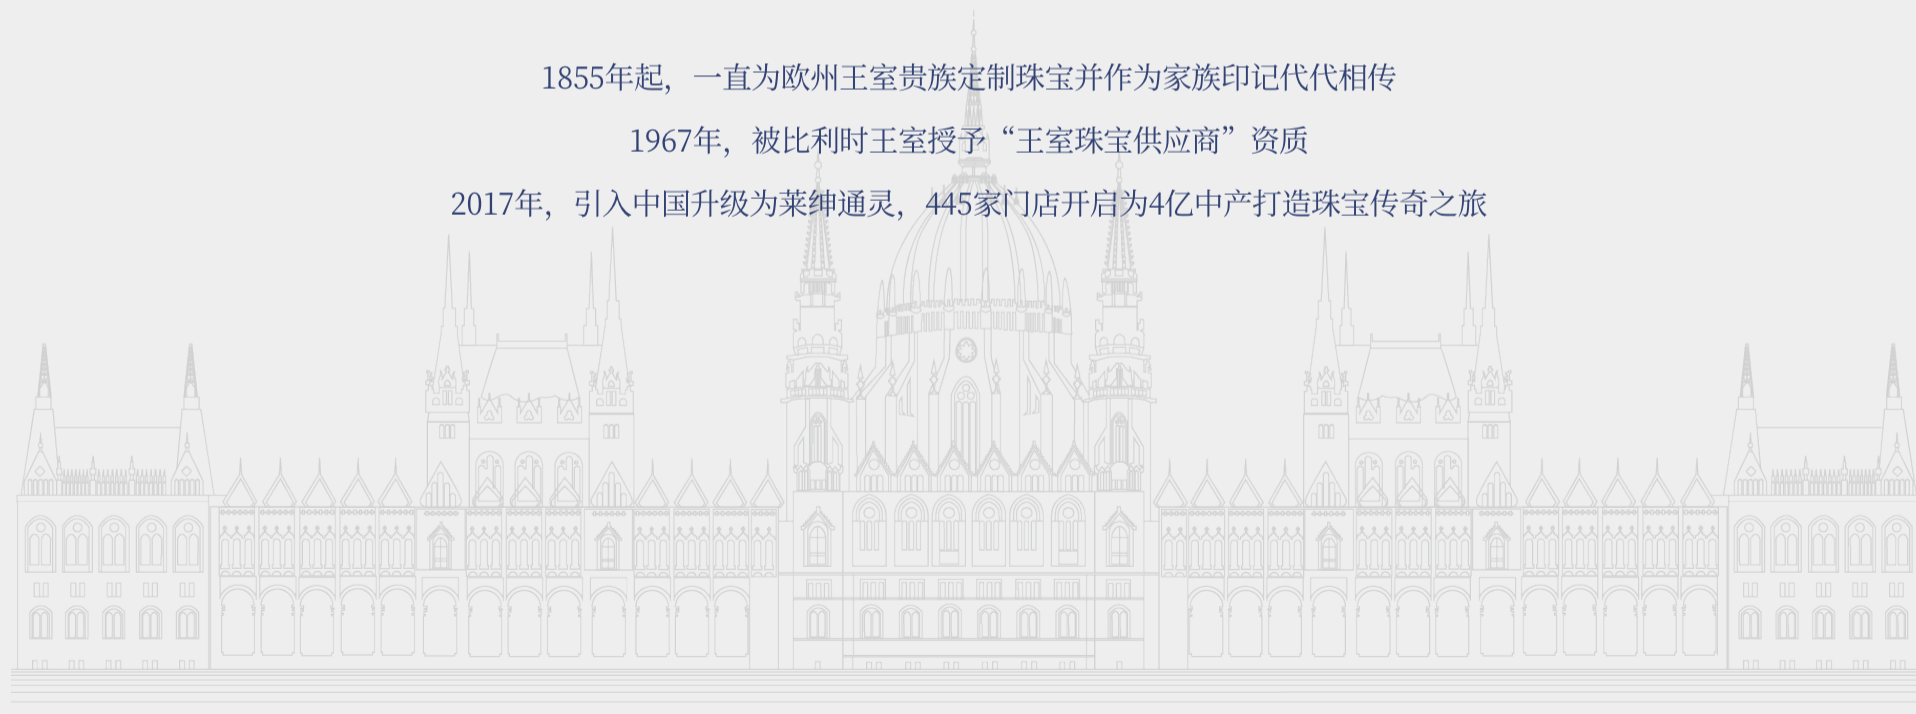 1855年起，一直为欧州王室贵族定制珠宝并作为家族印记代代相传
1967年，被比利时王室授予“王室珠宝供应商”资质
2017年，引入中国升级为莱绅通灵，445家门店开启为4亿中产打造珠宝传奇之旅